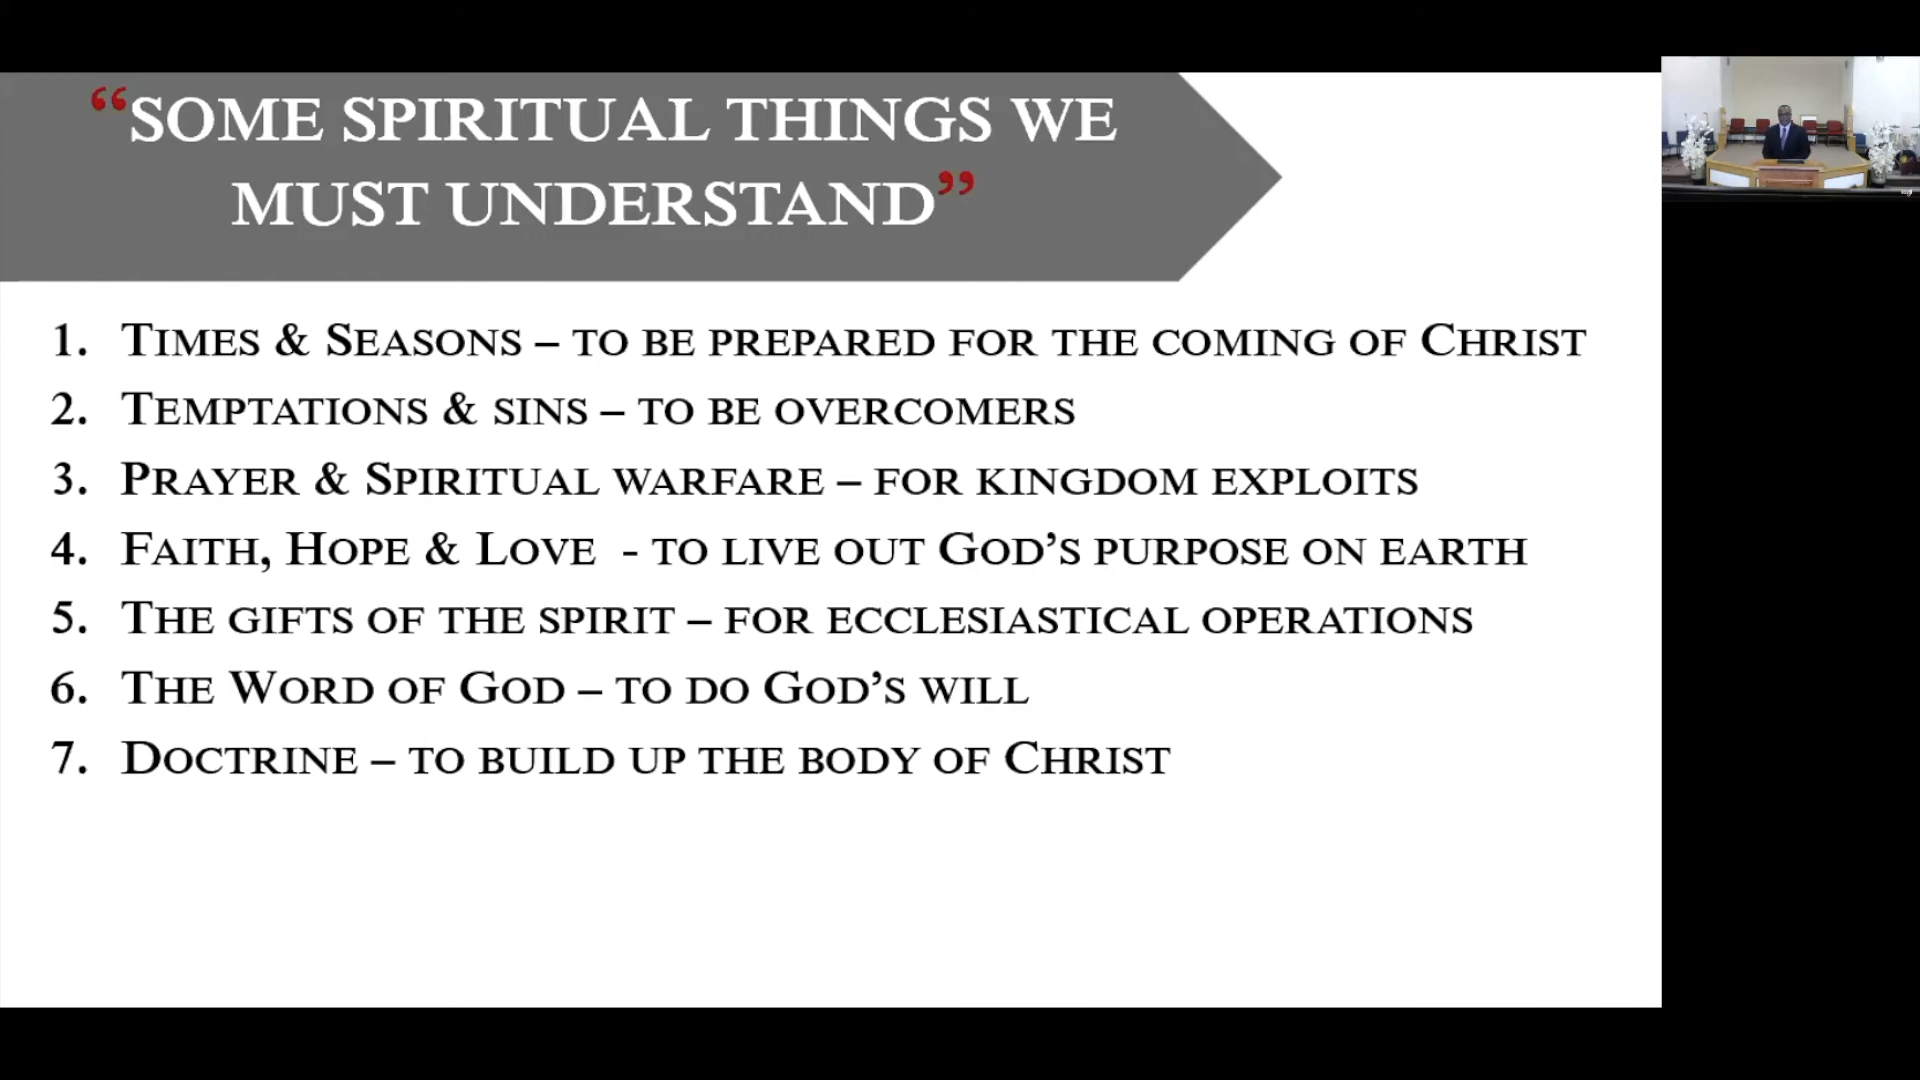 “SOME SPIRITUAL THINGS WE
MUST UNDERSTAND”
1. TIMES & SEASONS – TO BE PREPARED FOR THE COMING OF CHRIST
2. TEMPTATIONS & SINS – TO BE OVERCOMERS
3. PRAYER & SPIRITUAL WARFARE – FOR KINGDOM EXPLOITS
4. FAITH, HOPE & LOVE - TO LIVE OUT GOD’S PURPOSE ON EARTH
5. THE GIFTS OF THE SPIRIT – FOR ECCLESIASTICAL OPERATIONS
6. THE WORD OF GOD – TO DO GOD’S WILL
7. DOCTRINE – TO BUILD UP THE BODY OF CHRIST